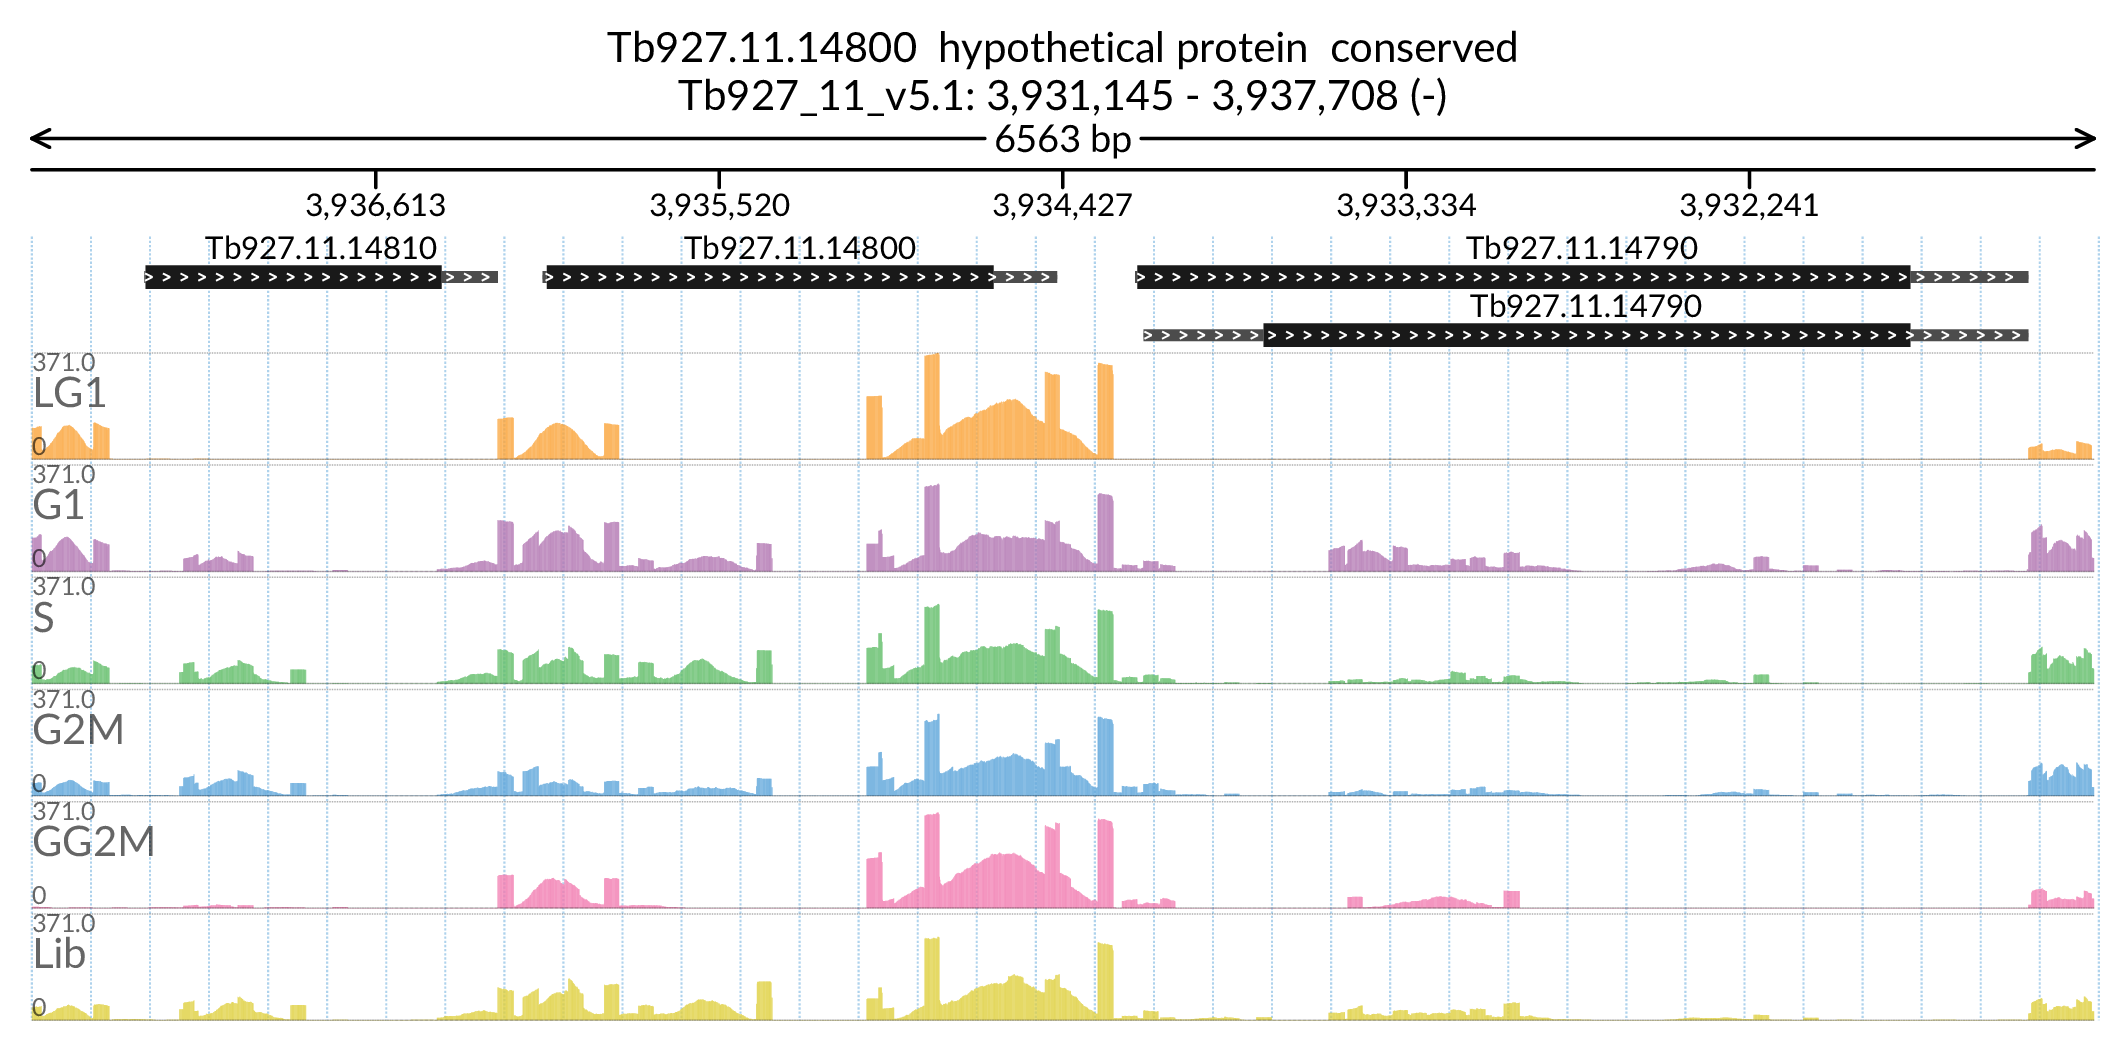 Tb927.11.14800  hypothetical protein  conserved
Tb927_11_v5.1: 3,931,145 - 3,937,708 (-)
6563 bp
3,936,613 3,935,520 3,934,427 3,933,334 3,932,241
Tb927.11.14810 Tb927.11.14800 Tb927.11.14790
Tb927.11.14790
371.0
LG1
0
371.0
G1
0
371.0
S
0
371.0
G2M
0
371.0
GG2M
0
371.0
Lib
0